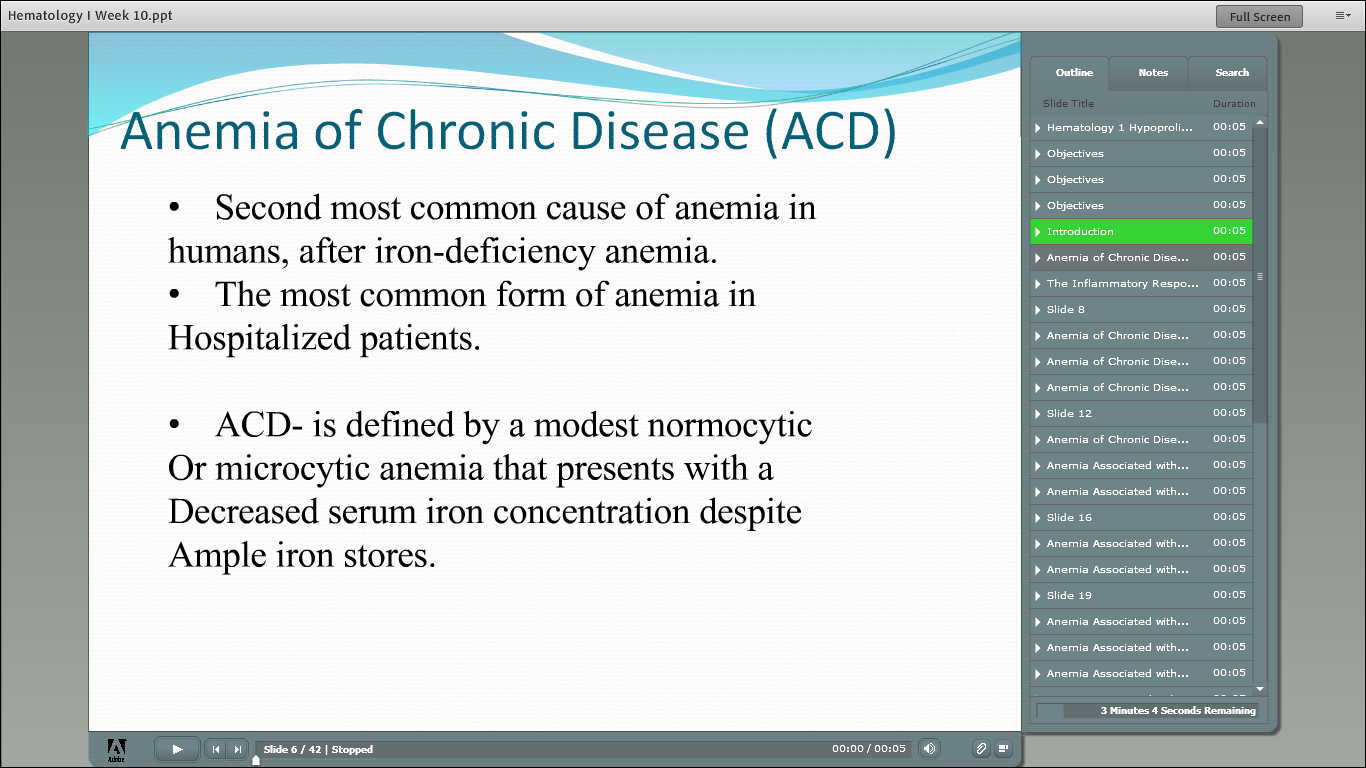 Hematology I Week 10.ppt
Full Screen
Anemia of Chronic Disease (ACD)
• Second most common cause of anemia in
humans, after iron-deficiency anemia.
• The most common form of anemia in
Hospitalized patients.
• ACD- is defined by a modest normocytic
Or microcytic anemia that presents with a
Decreased serum iron concentration despite
Ample iron stores.
Outline Notes Search
Slide Title Duration
Hematology 1 Hypoproli... 00:05
Objectives 00:05
Objectives 00:05
Objectives 00:05
Introduction 00:05
Anemia of Chronic Dise... 00:05
The Inflammatory Respo... 00:05
Slide 8 00:05
Anemia of Chronic Dise... 00:05
Anemia of Chronic Dise... 00:05
Anemia of Chronic Dise... 00:05
Slide 12 00:05
Anemia of Chronic Dise... 00:05
Anemia Associated with... 00:05
Anemia Associated with... 00:05
Slide 16 00:05
Anemia Associated with... 00:05
Anemia Associated with... 00:05
Slide 19 00:05
Anemia Associated with... 00:05
Anemia Associated with... 00:05
Anemia Associated with... 00:05
3 Minutes 4 Seconds Remaining
Adobe
Slide 6 / 42 | Stopped 00:00 / 00:05